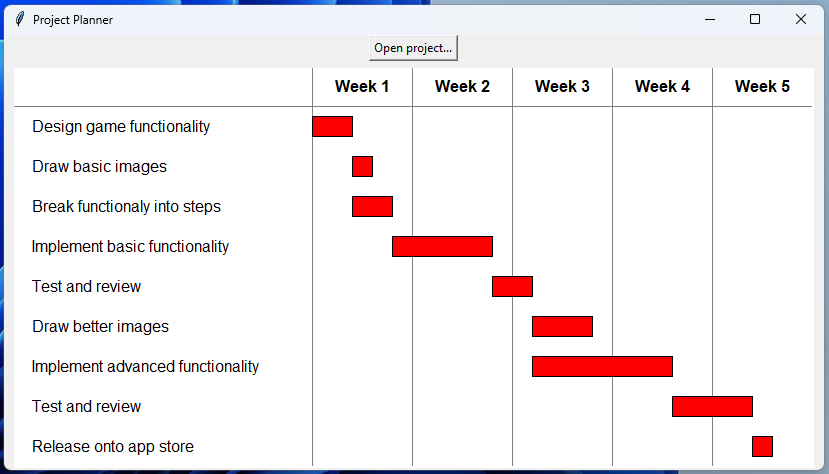 Project Planner
Open project...
Week 1 Week 2 Week 3 Week 4 Week 5
Design game functionality
Draw basic images
Break functionaly into steps
Implement basic functionality
Test and review
Draw better images
Implement advanced functionality
Test and review
Release onto app store